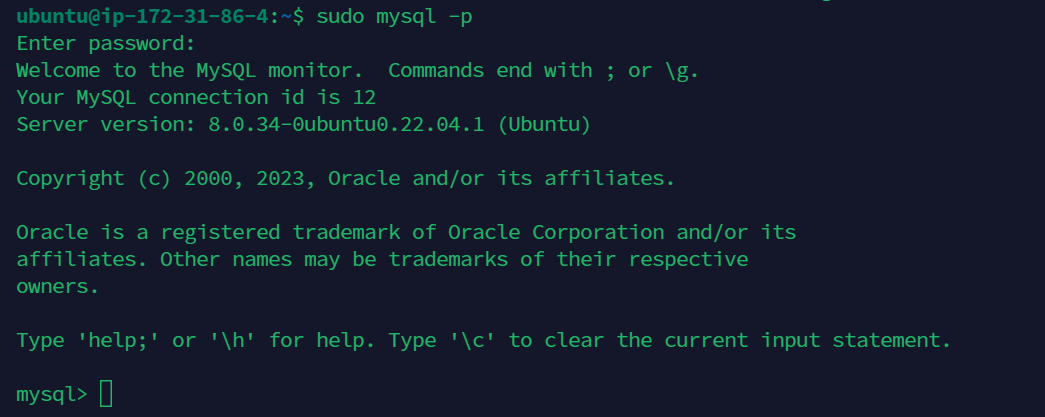 ubuntu@ip-172-31-86-4:~$ sudo mysql -p
Enter password:
Welcome to the MySQL monitor.  Commands end with ; or \g.
Your MySQL connection id is 12
Server version: 8.0.34-0ubuntu0.22.04.1 (Ubuntu)

Copyright (c) 2000, 2023, Oracle and/or its affiliates.

Oracle is a registered trademark of Oracle Corporation and/or its
affiliates. Other names may be trademarks of their respective
owners.

Type 'help;' or '\h' for help. Type '\c' to clear the current input statement.

mysql>